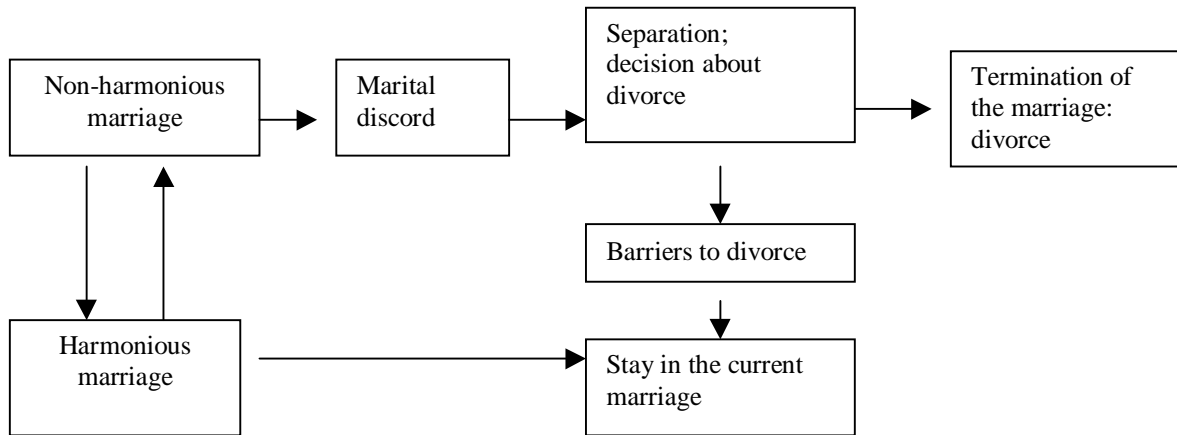 Non-harmonious
marriage
Marital
discord
Separation;
decision about
divorce
Termination of
the marriage:
divorce
Barriers to divorce
Harmonious
marriage
Stay in the current
marriage